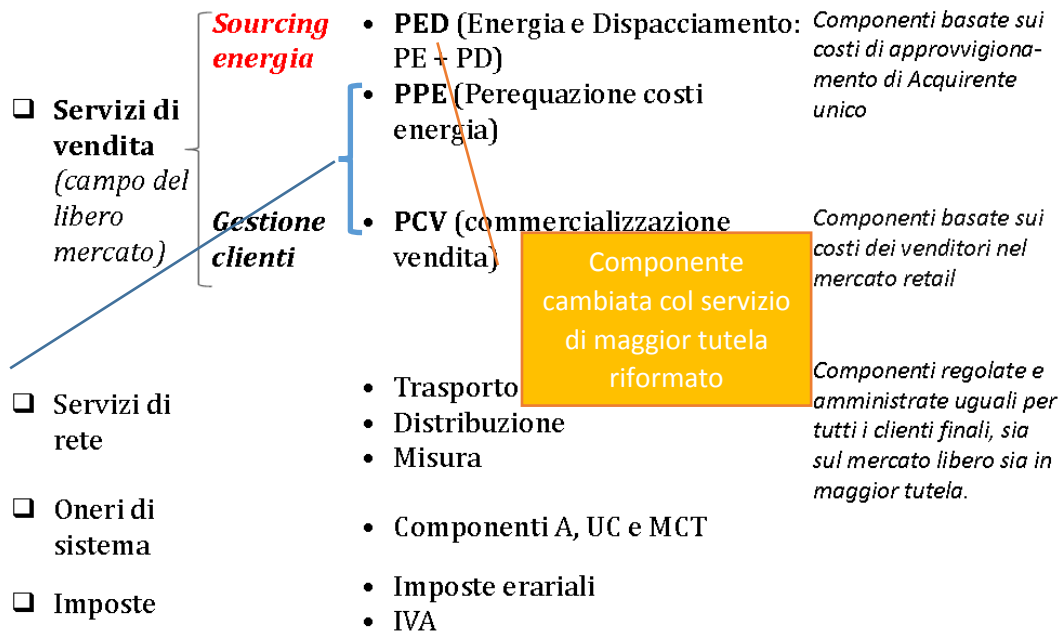 Sourcing
energia
• PED (Energia e Dispacciamento:
PE + PD)
• PPE (Perequazione costi
energia)
Componenti basate sui
costi di approvvigiona-
mento di Acquirente
unico
❑ Servizi di
vendita
(campo del
libero
mercato)
Gestione
clienti
• PCV (commercializzazione
vendita)
Componenti basate sui
costi dei venditori nel
mercato retail
Componente
cambiata col servizio
di maggior tutela
riformato
❑ Servizi di
rete
• Trasporto
• Distribuzione
• Misura
Componenti regolate e
amministrate uguali per
tutti i clienti finali, sia
sul mercato libero sia in
maggior tutela.
❑ Oneri di
sistema
• Componenti A, UC e MCT
❑ Imposte
• Imposte erariali
• IVA